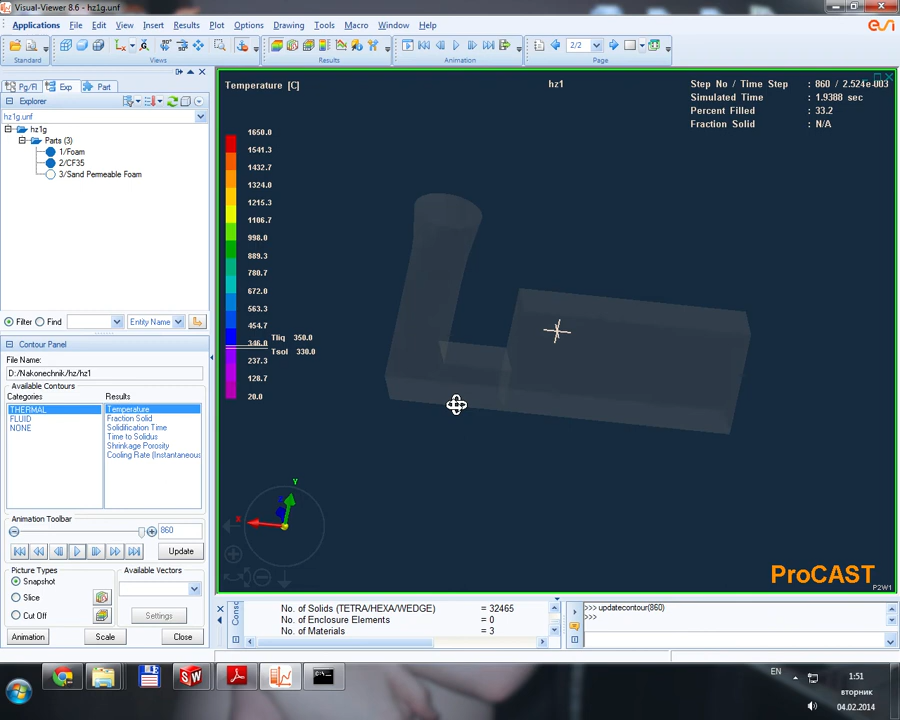 Visual-Viewer 8.6 - hz1g.unf
Applications File Edit View Insert Results Plot Options Drawing Tools Macro Window Help
esi
2/2
Standard Views Results Animation Page
Pg/Fl Exp Part
Explorer
hz1g.unf
hz1g
Parts (3)
1/Foam
2/CF35
3/Sand Permeable Foam
Filter Find Entity Name
Contour Panel
File Name:
D:/Nakonechnik/hz/hz1
Available Contours
Categories Results
THERMAL
FLUID
NONE
Temperature
Fraction Solid
Solidification Time
Time to Solidus
Shrinkage Porosity
Cooling Rate (Instantaneous
Animation Toolbar
860
Update
Picture Types Available Vectors
Snapshot
Slice
Cut Off
Settings
Animation Scale Close
Temperature [C]
hz1
Step No / Time Step : 860 / 2.524e-003
Simulated Time : 1.9388 sec
Percent Filled : 33.2
Fraction Solid : N/A
1650.0
1541.3
1432.7
1324.0
1215.3
1106.7
998.0
889.3
780.7
672.0
563.3
454.7
346.0
237.3
128.7
20.0
Tliq 350.0
Tsol 330.0
Y
X
ProCAST
P2W1
Consc
No. of Solids (TETRA/HEXA/WEDGE) = 32465
No. of Enclosure Elements = 0
No. of Materials = 3
>>> updatecontour(860)
>>>
EN
1:51
вторник
04.02.2014